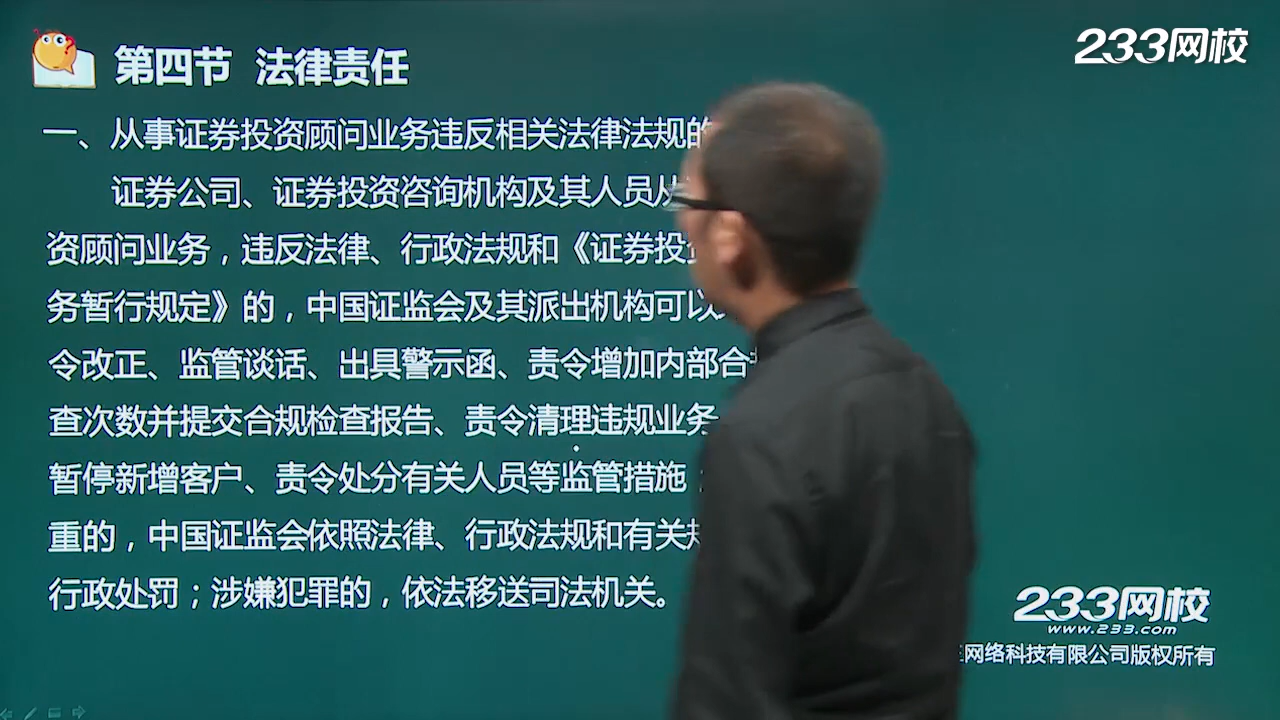 第四节 法律责任
233网校
一、从事证券投资顾问业务违反相关法律法规的
证券公司、证券投资咨询机构及其人员从
资顾问业务，违反法律、行政法规和《证券投资
务暂行规定》的，中国证监会及其派出机构可以
令改正、监管谈话、出具警示函、责令增加内部合
查次数并提交合规检查报告、责令清理违规业务
暂停新增客户、责令处分有关人员等监管措施；
重的，中国证监会依照法律、行政法规和有关规
行政处罚；涉嫌犯罪的，依法移送司法机关。
233网校
www.233.com
网络科技有限公司版权所有